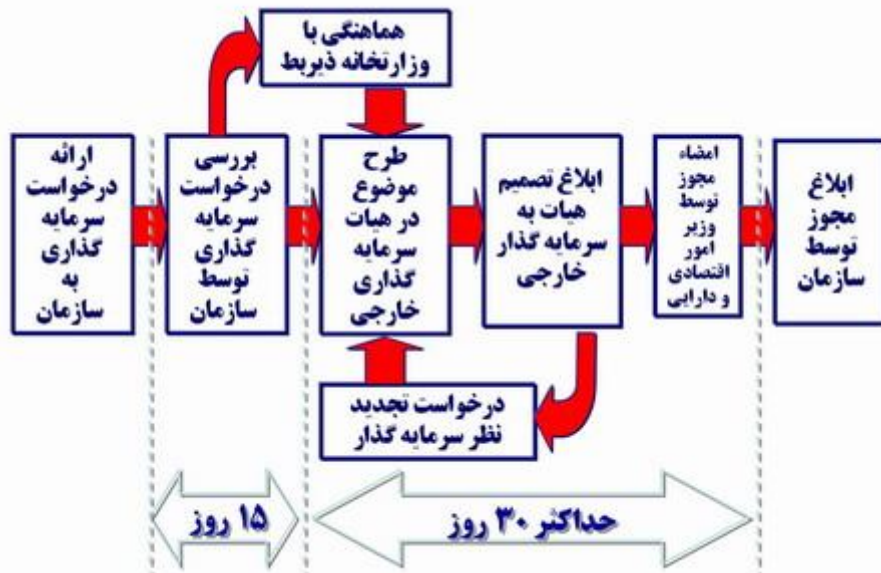 هماهنگی با
وزارتخانه ذیربط
ارائه
درخواست
سرمایه
گذاری
به
سازمان
بررسی
درخواست
سرمایه
گذاری
توسط
سازمان
طرح
موضوع
در هیات
سرمایه
گذاری
خارجی
ابلاغ تصمیم
هیات به
سرمایه گذار
خارجی
امضاء
مجوز
توسط
وزیر
امور
اقتصادی
و دارایی
ابلاغ
مجوز
توسط
سازمان
درخواست تجدید
نظر سرمایه گذار
۱۵ روز
حداکثر ۳۰ روز